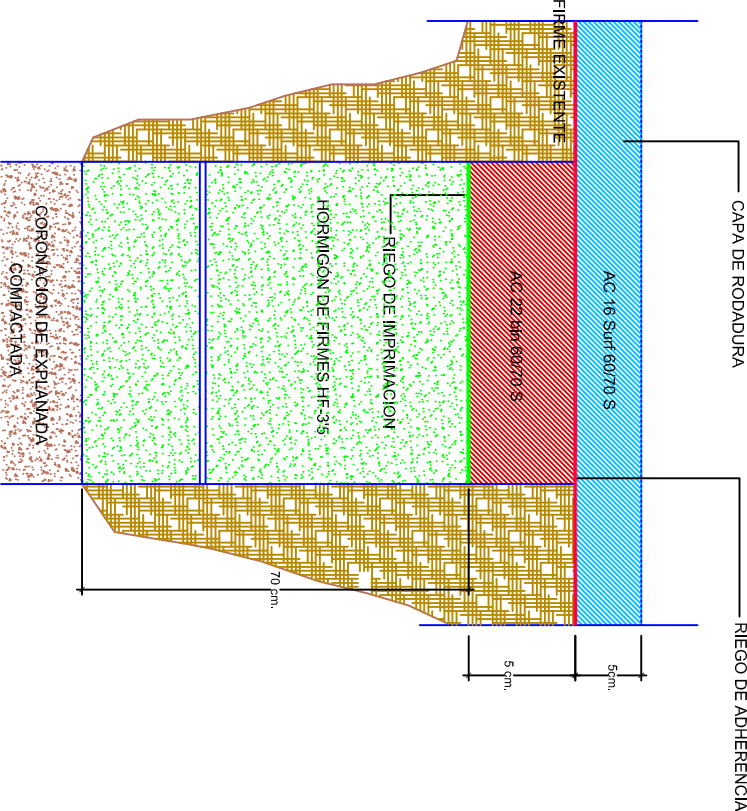 CAPA DE RODADURA
RIEGO DE ADHERENCIA
AC 16 Surf 60/70 S
5cm.
FIRME EXISTENTE
AC 22 bin 60/70 S
5 cm.
RIEGO DE IMPRIMACION
HORMIGON DE FIRMES HF-3'5
70 cm.
CORONACION DE EXPLANADA
COMPACTADA